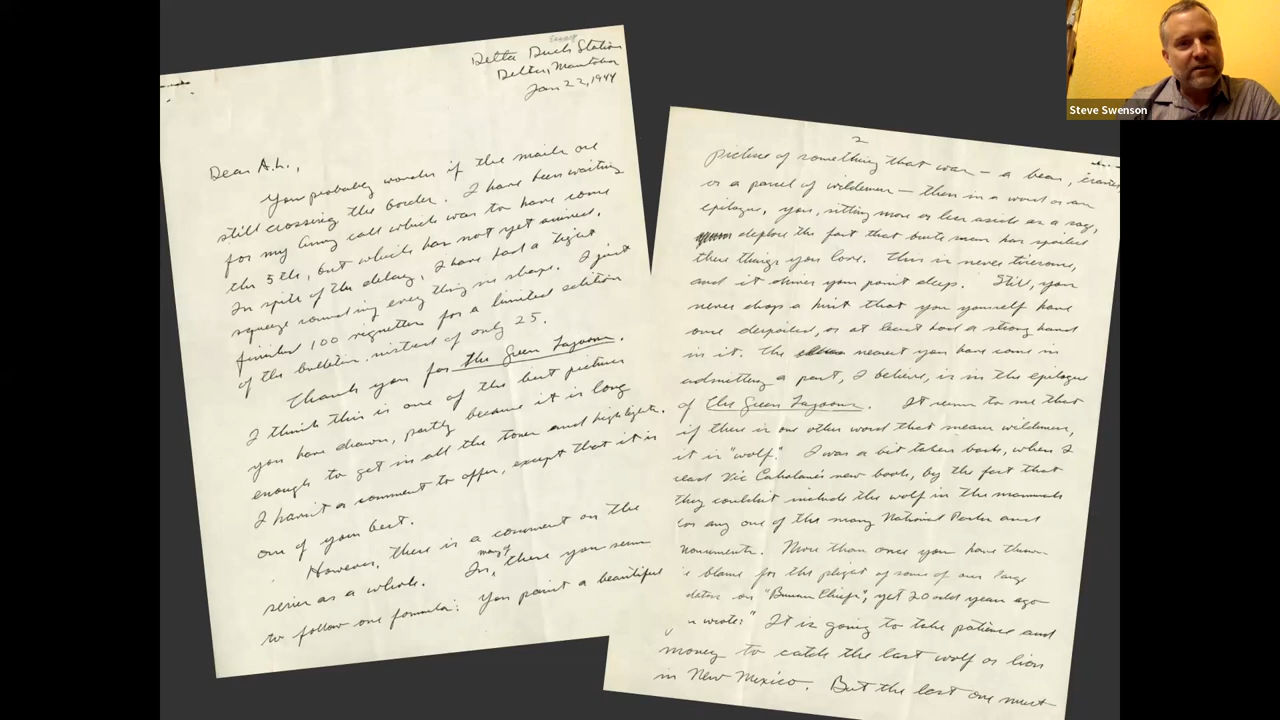 Delta Duck Station
Delta, Manitoba
Jan 22, 1944
Dear A.L.,
You probably wonder if the mails are
still crossing the border. I have been waiting
for my army call which was to have come
the 5th, but which has not yet arrived.
In spite of the delay, I have had a tight
squeeze rounding everything in shape. I just
finished 100 vignettes for a limited edition
of the bulletin instead of only 25.
Thank you for the Green Lagoons.
I think this is one of the best pictures
you have drawn, partly because it is long
enough to get in all the tones and highlights.
I haven't a comment to offer, except that it is
one of your best.
However, there is a comment on the
series as a whole. In many of these you seem
to follow one formula: You paint a beautiful
2
picture of something that was — a bear, cranes
or a parcel of wilderness — then in a word or an
epilogue, you, sitting more or less aside as a sage,
deplore the fact that brute man has spoiled
these things you love. This is never tiresome,
and it drives your point deep. Still, you
never drop a hint that you yourself have
once despoiled, or at least had a strong hand
in it. The nearest you have come in
admitting a part, I believe, is in the epilogue
of the Green Lagoons. It seems to me that
if there is one other word that means wilderness,
it is "wolf." I was a bit taken back, when I
read Vic Cahalane's new book, by the fact that
they couldn't include the wolf in the mammals
for any one of the many National Parks and
monuments. More than once you have thrown
blame for the plight of some of our large
on "Bureau Chiefs", yet 20 odd years ago
wrote: "It is going to take patience and
money to catch the last wolf or lion
in New Mexico. But the last one must
Steve Swenson